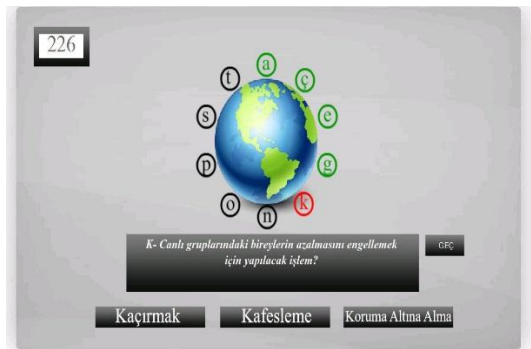 226
a
t
ç
s
e
p
g
o
k
n
K- Canlı gruplarındaki bireylerin azalmasını engellemek
için yapılacak işlem?
GEÇ
Kaçırmak
Kafesleme
Koruma Altına Alma